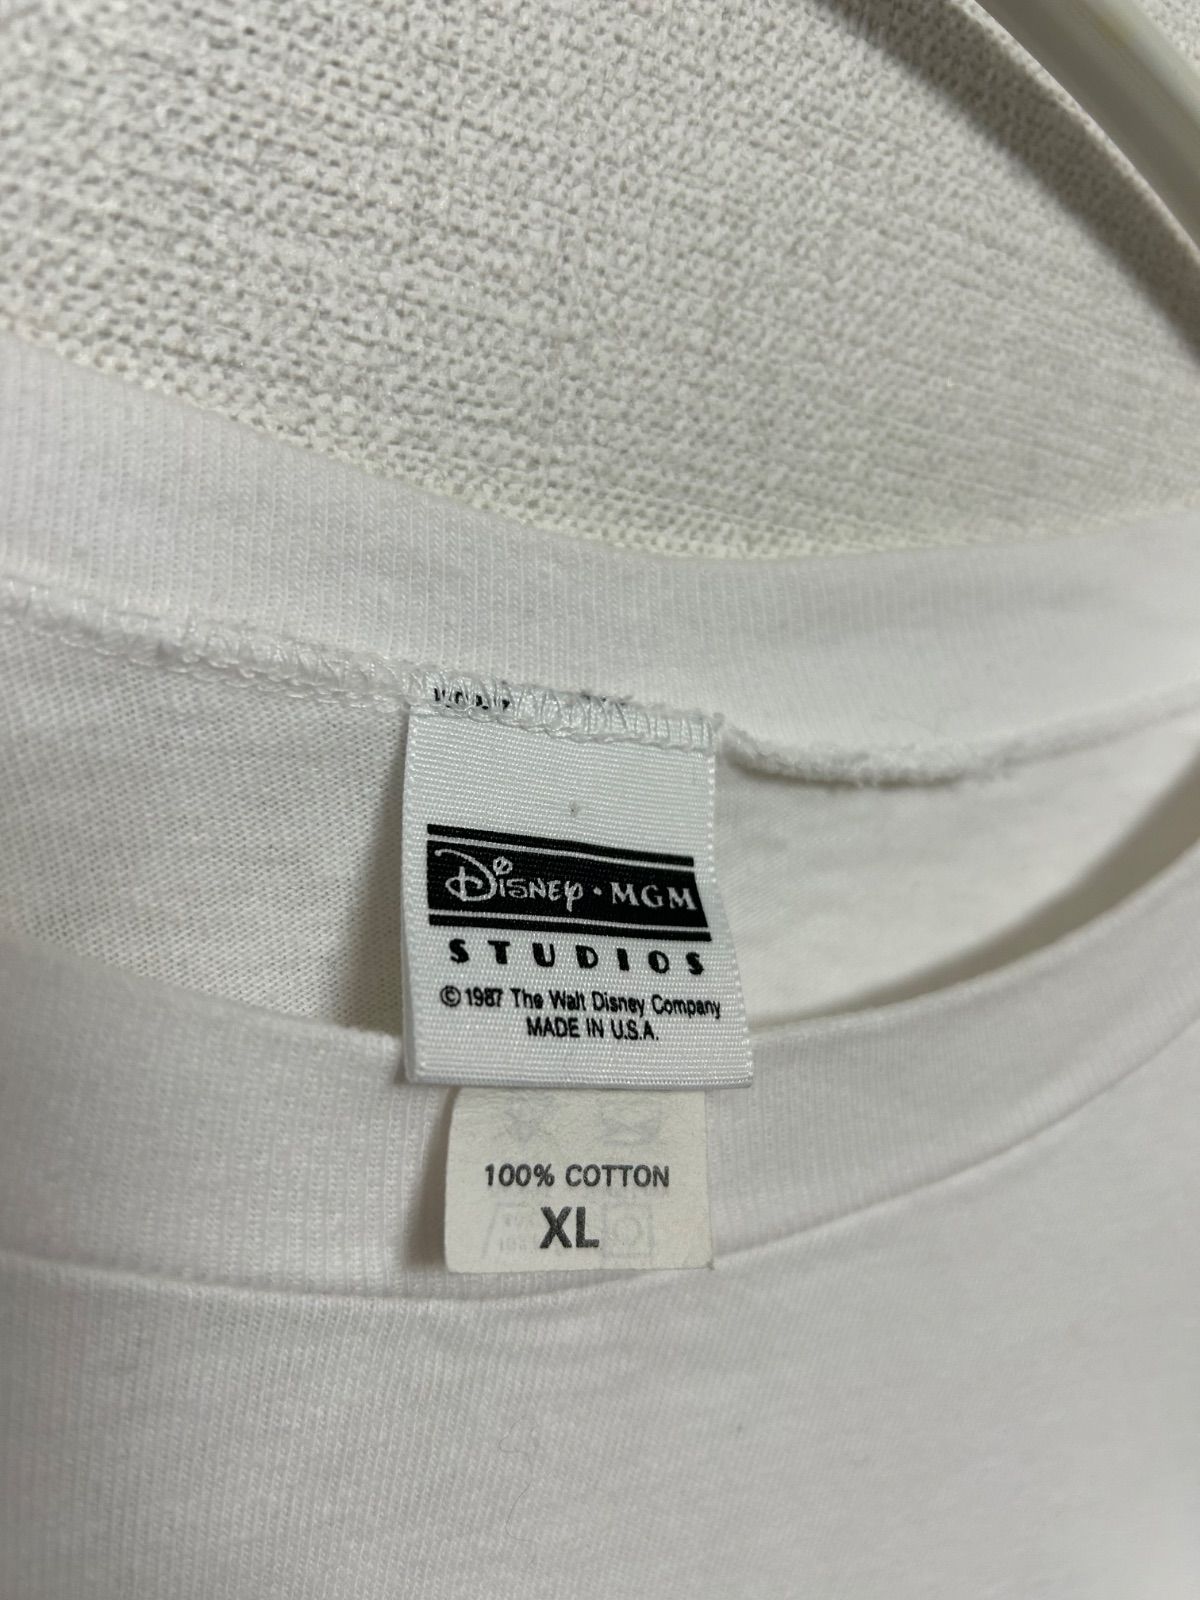 Disney · MGM
STUDIOS
© 1987 The Walt Disney Company
MADE IN U.S.A.
100% COTTON
XL